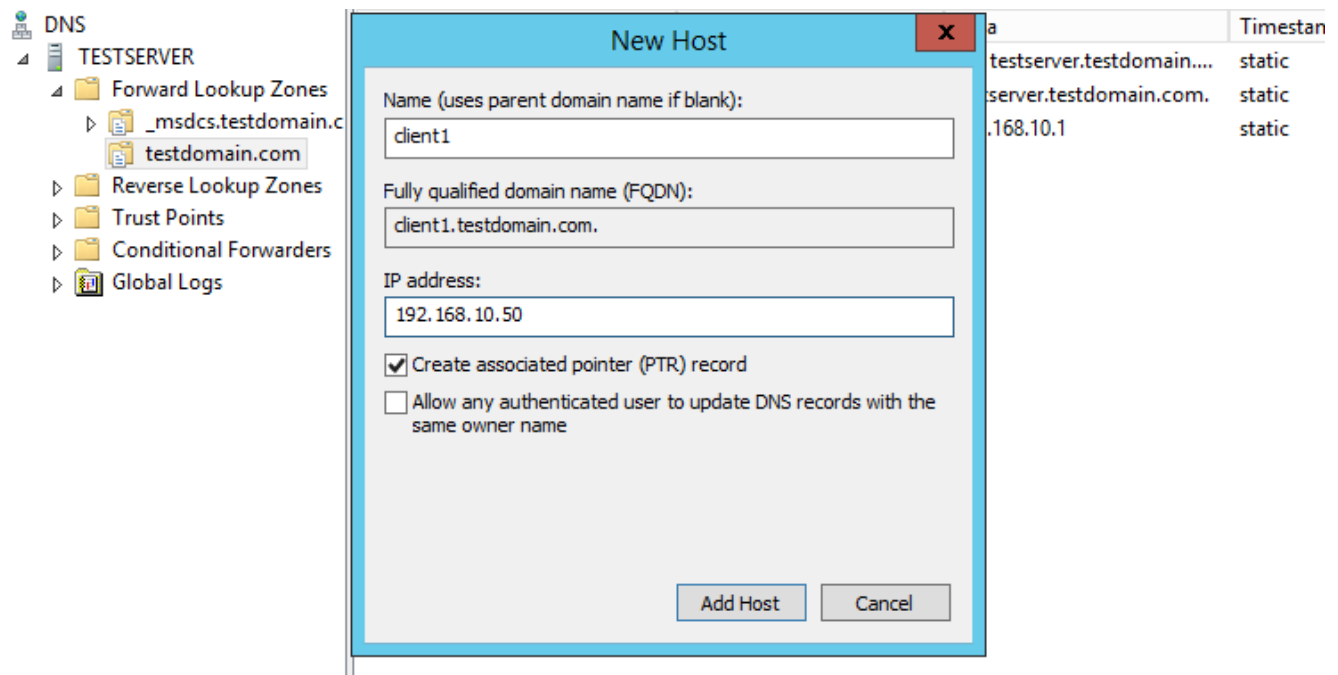 DNS
TESTSERVER
Forward Lookup Zones
_msdcs.testdomain.c
testdomain.com
Reverse Lookup Zones
Trust Points
Conditional Forwarders
Global Logs
New Host
x
Name (uses parent domain name if blank):
client1
Fully qualified domain name (FQDN):
client1.testdomain.com.
IP address:
192.168.10.50
Create associated pointer (PTR) record
Allow any authenticated user to update DNS records with the
same owner name
Add Host
Cancel
a
Timestan
testserver.testdomain....
static
tserver.testdomain.com.
static
.168.10.1
static